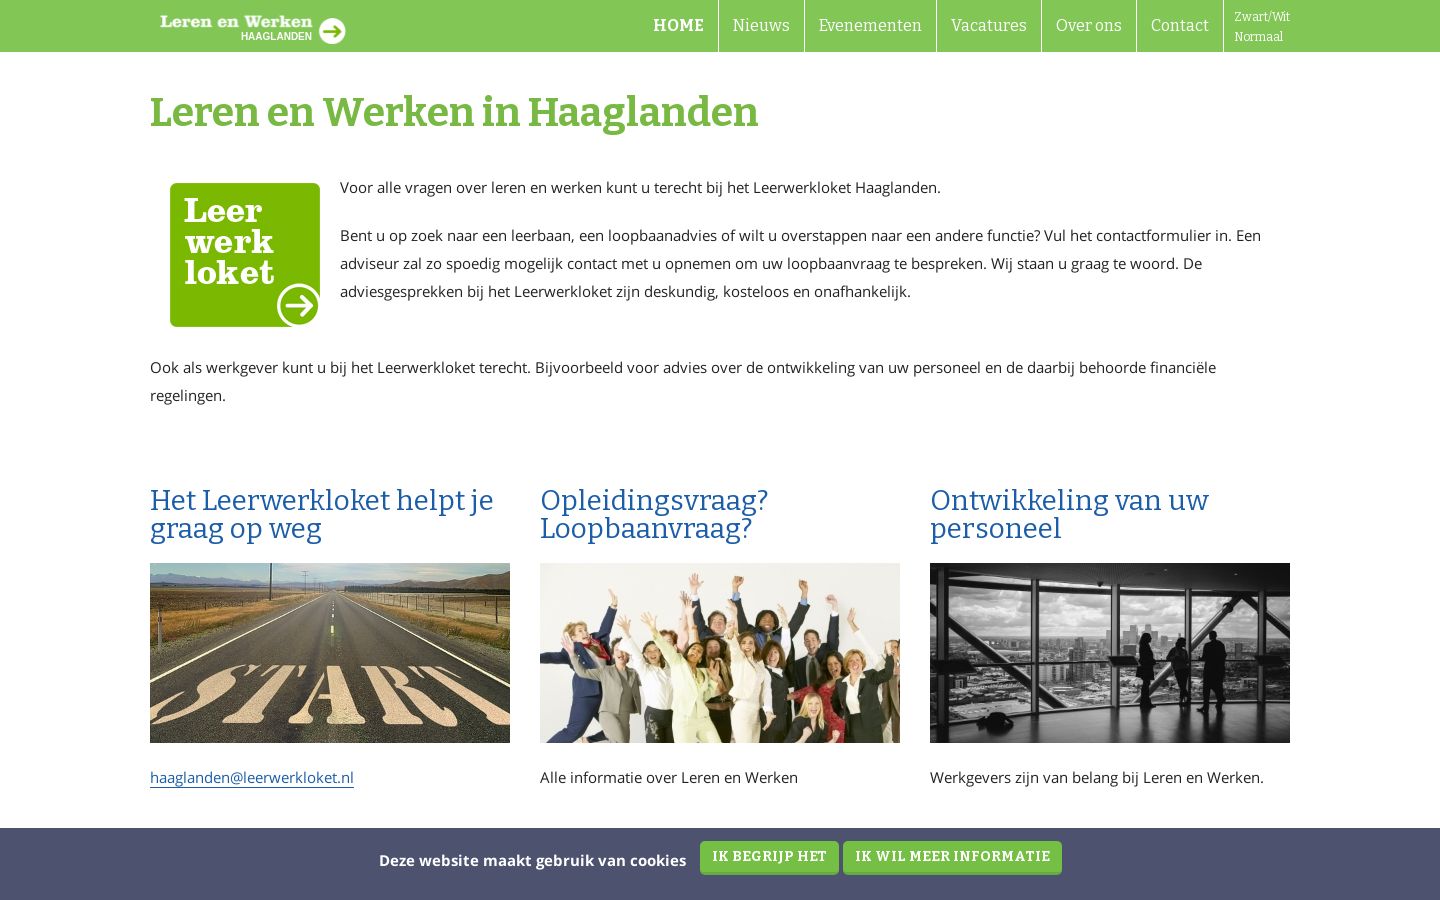 Leren en Werken
HAAGLANDEN
HOME
Nieuws
Evenementen
Vacatures
Over ons
Contact
Zwart/Wit
Normaal
Leren en Werken in Haaglanden
Leer
werk
loket
Voor alle vragen over leren en werken kunt u terecht bij het Leerwerkloket Haaglanden.
Bent u op zoek naar een leerbaan, een loopbaanadvies of wilt u overstappen naar een andere functie? Vul het contactformulier in. Een
adviseur zal zo spoedig mogelijk contact met u opnemen om uw loopbaanvraag te bespreken. Wij staan u graag te woord. De
adviesgesprekken bij het Leerwerkloket zijn deskundig, kosteloos en onafhankelijk.
Ook als werkgever kunt u bij het Leerwerkloket terecht. Bijvoorbeeld voor advies over de ontwikkeling van uw personeel en de daarbij behoorde financiële
regelingen.
Het Leerwerkloket helpt je
graag op weg
START
haaglanden@leerwerkloket.nl
Opleidingsvraag?
Loopbaanvraag?
Alle informatie over Leren en Werken
Ontwikkeling van uw
personeel
Werkgevers zijn van belang bij Leren en Werken.
Deze website maakt gebruik van cookies
IK BEGRIJP HET
IK WIL MEER INFORMATIE